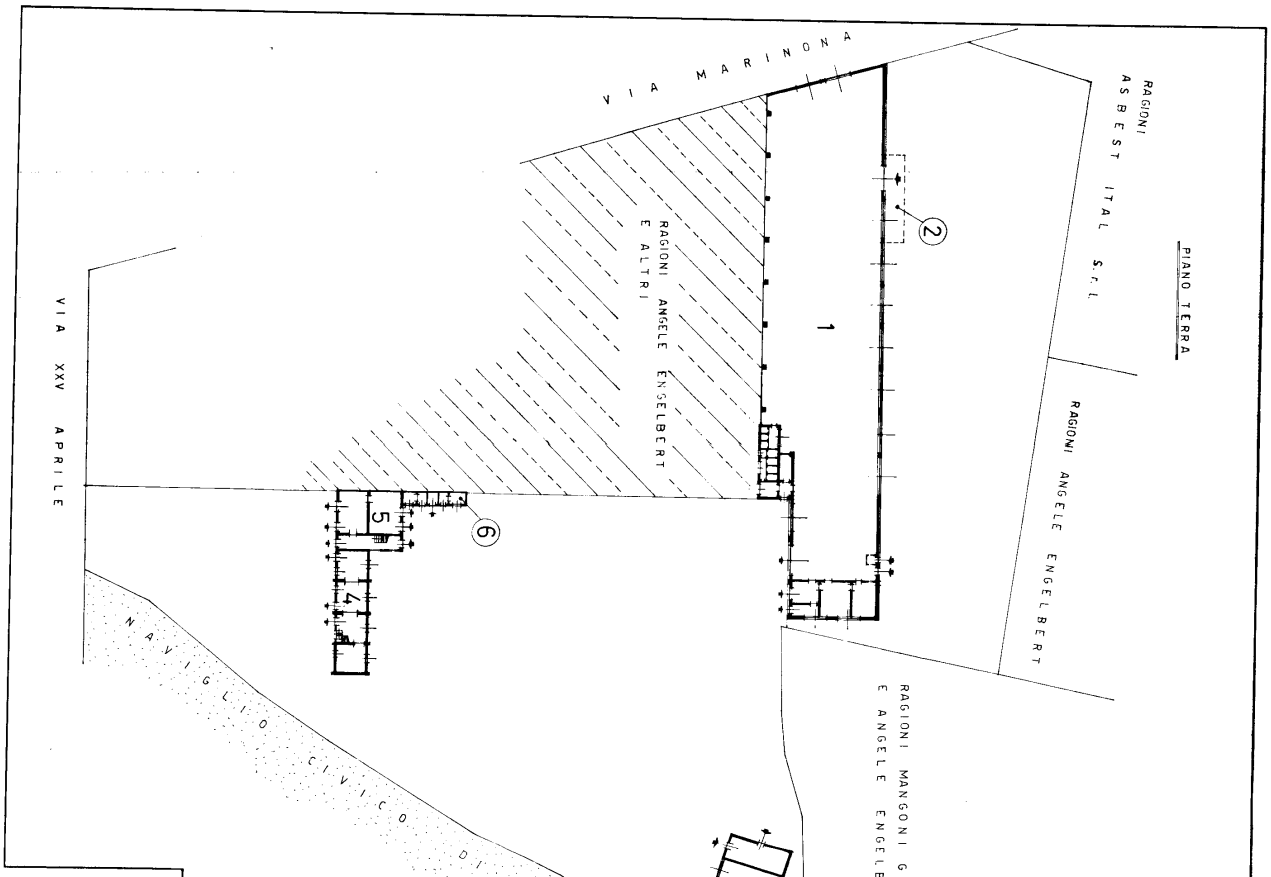 VIA MARINONA
RAGIONI
ASBEST ITAL S.r.l.
PIANO TERRA
2
RAGIONI ANGELE ENGELBERT
E ALTRI
1
RAGIONI ANGELE ENGELBERT
VIA XXV APRILE
5
6
4
NAVIGLIO CIVICO DI
RAGIONI MANGONI G
E ANGELE ENGELBE